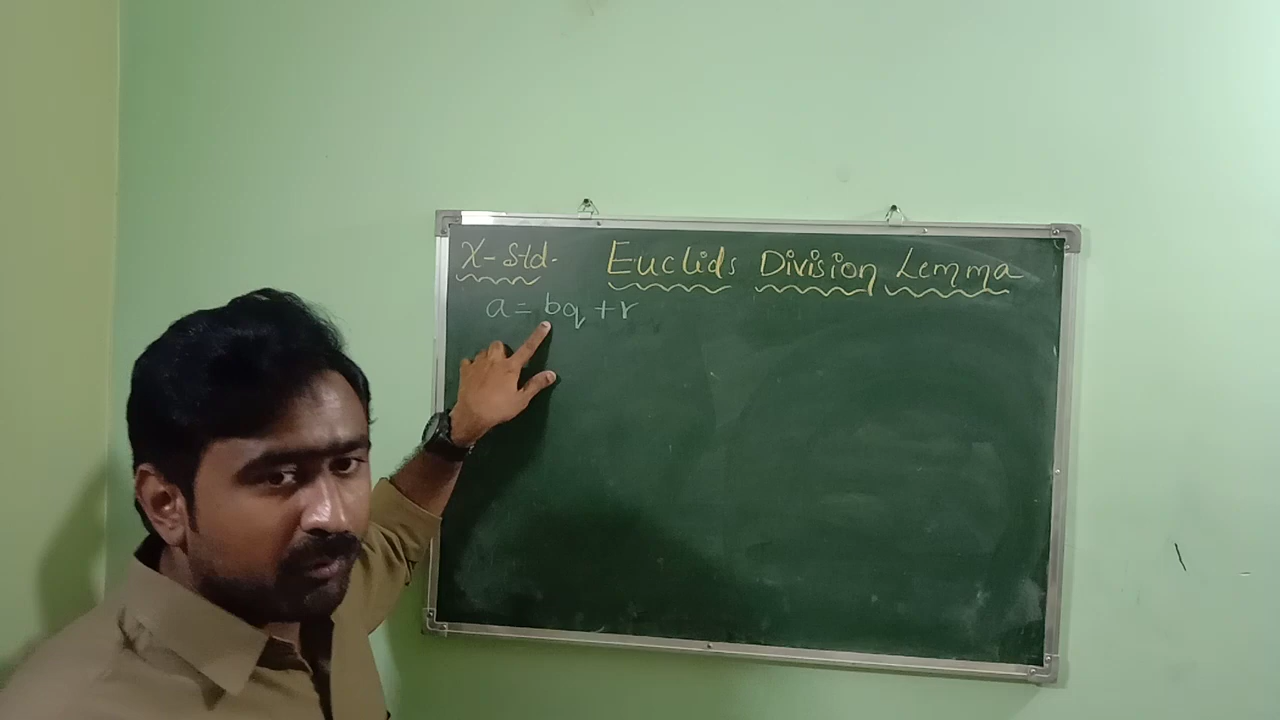 X-Std. Euclids Division Lemma
a = bq + r